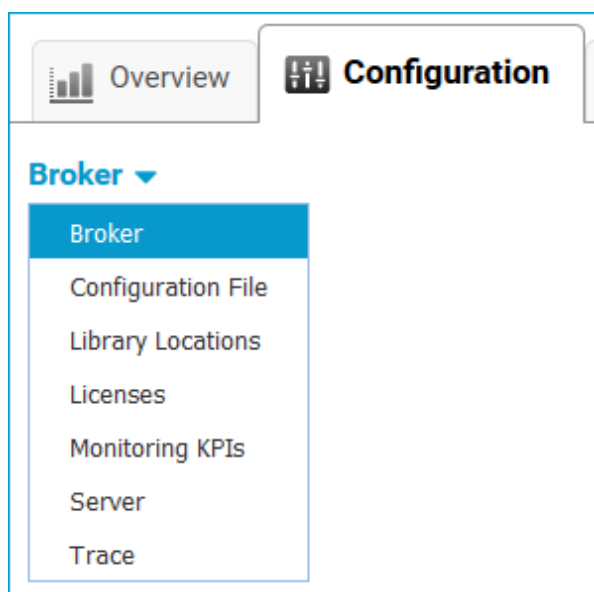 Overview
Configuration
Broker
Broker
Configuration File
Library Locations
Licenses
Monitoring KPIs
Server
Trace